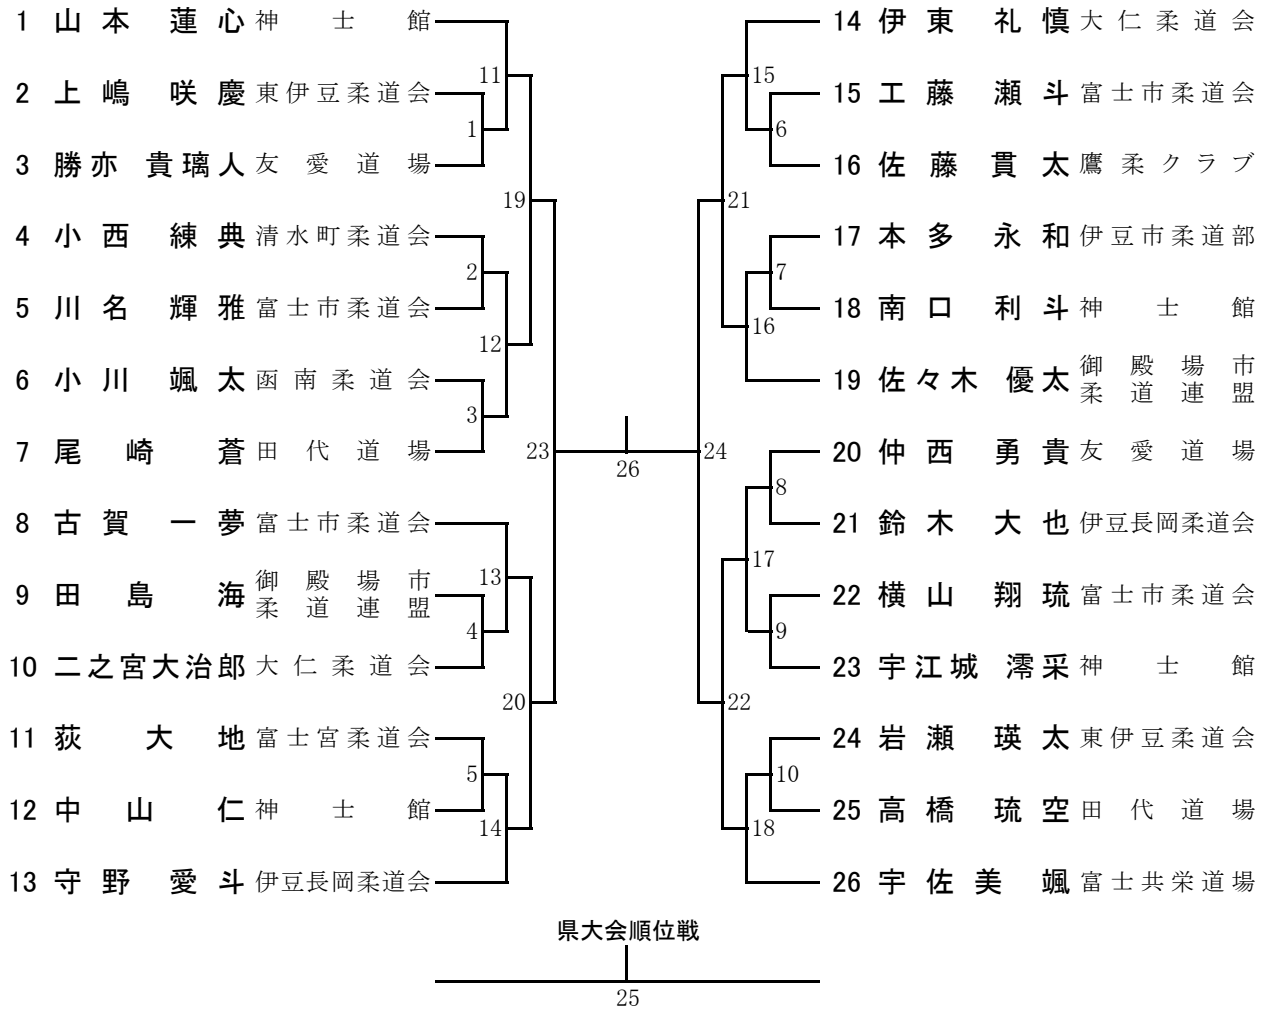 1 山本 蓮心 神士館
2 上嶋 咲慶 東伊豆柔道会
3 勝亦 貴璃人 友愛道場
4 小西 練典 清水町柔道会
5 川名 輝雅 富士市柔道会
6 小川 颯太 函南柔道会
7 尾崎 蒼 田代道場
8 古賀 一夢 富士市柔道会
9 田島 海 御殿場市
柔道連盟
10 二之宮大治郎 大仁柔道会
11 荻 大地 富士宮柔道会
12 中山 仁 神士館
13 守野 愛斗 伊豆長岡柔道会
11
1
19
2
12
3
23
13
4
20
5
14
26
14 伊東 礼慎 大仁柔道会
15 工藤 瀬斗 富士市柔道会
16 佐藤 貫太 鷹柔クラブ
17 本多 永和 伊豆市柔道部
18 南口 利斗 神士館
19 佐々木 優太 御殿場市
柔道連盟
20 仲西 勇貴 友愛道場
21 鈴木 大也 伊豆長岡柔道会
22 横山 翔琉 富士市柔道会
23 宇江城 澪采 神士館
24 岩瀬 瑛太 東伊豆柔道会
25 高橋 琉空 田代道場
26 宇佐美 颯 富士共栄道場
15
6
21
7
16
24
8
17
9
22
10
18
県大会順位戦
25